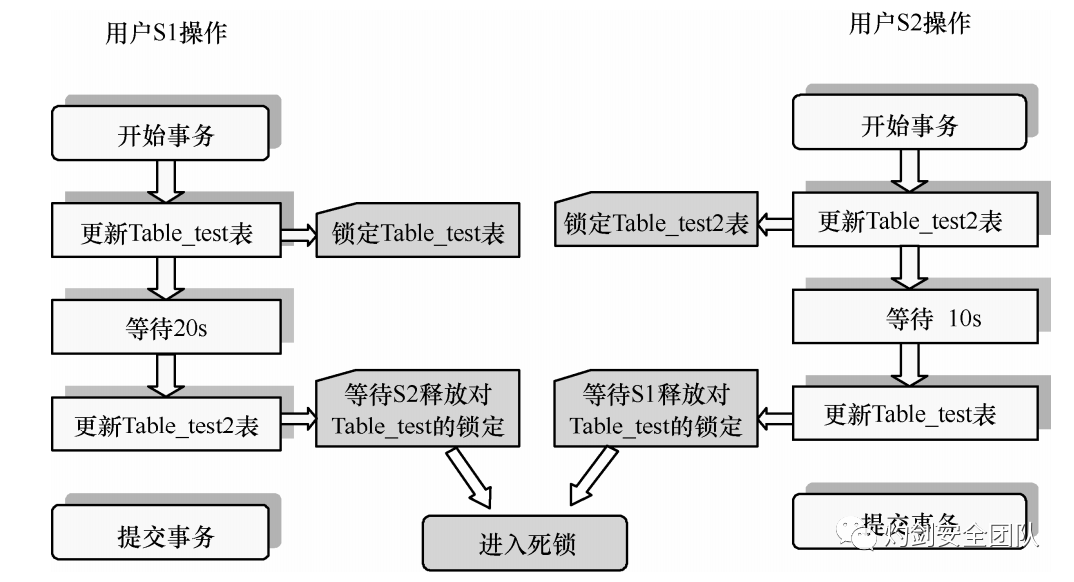 用户S1操作
用户S2操作
开始事务
开始事务
更新Table_test表
锁定Table_test表
锁定Table_test2表
更新Table_test2表
等待20s
等待 10s
更新Table_test2表
等待S2释放对
Table_test的锁定
等待S1释放对
Table_test的锁定
更新Table_test表
提交事务
进入死锁
提交事务
灼剑安全团队